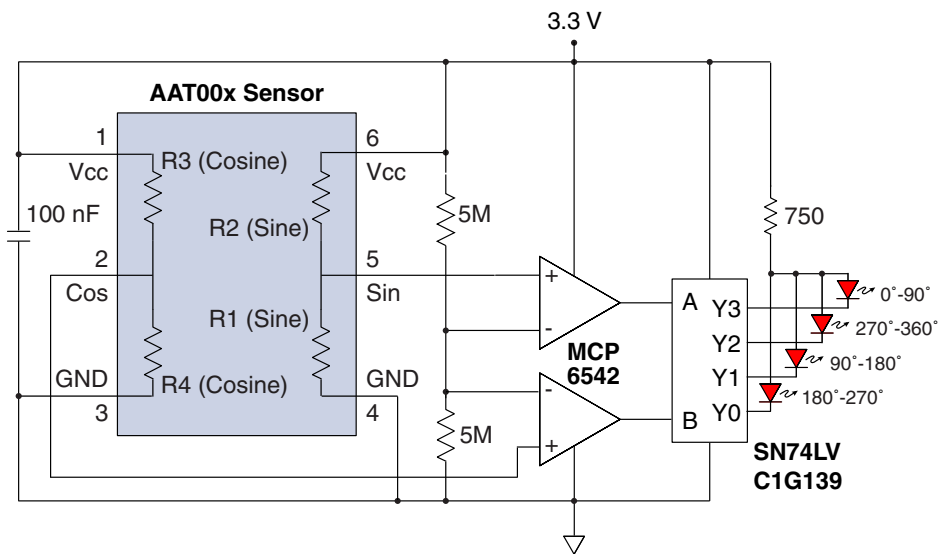 3.3 V
AAT00x Sensor
1
Vcc
R3 (Cosine)
6
Vcc
100 nF
R2 (Sine)
5M
750
2
Cos
5
Sin
+
-
A
Y3
0˚-90˚
R1 (Sine)
MCP
6542
Y2
270˚-360˚
Y1
90˚-180˚
GND
3
R4 (Cosine)
GND
4
5M
-
+
B
Y0
180˚-270˚
SN74LV
C1G139